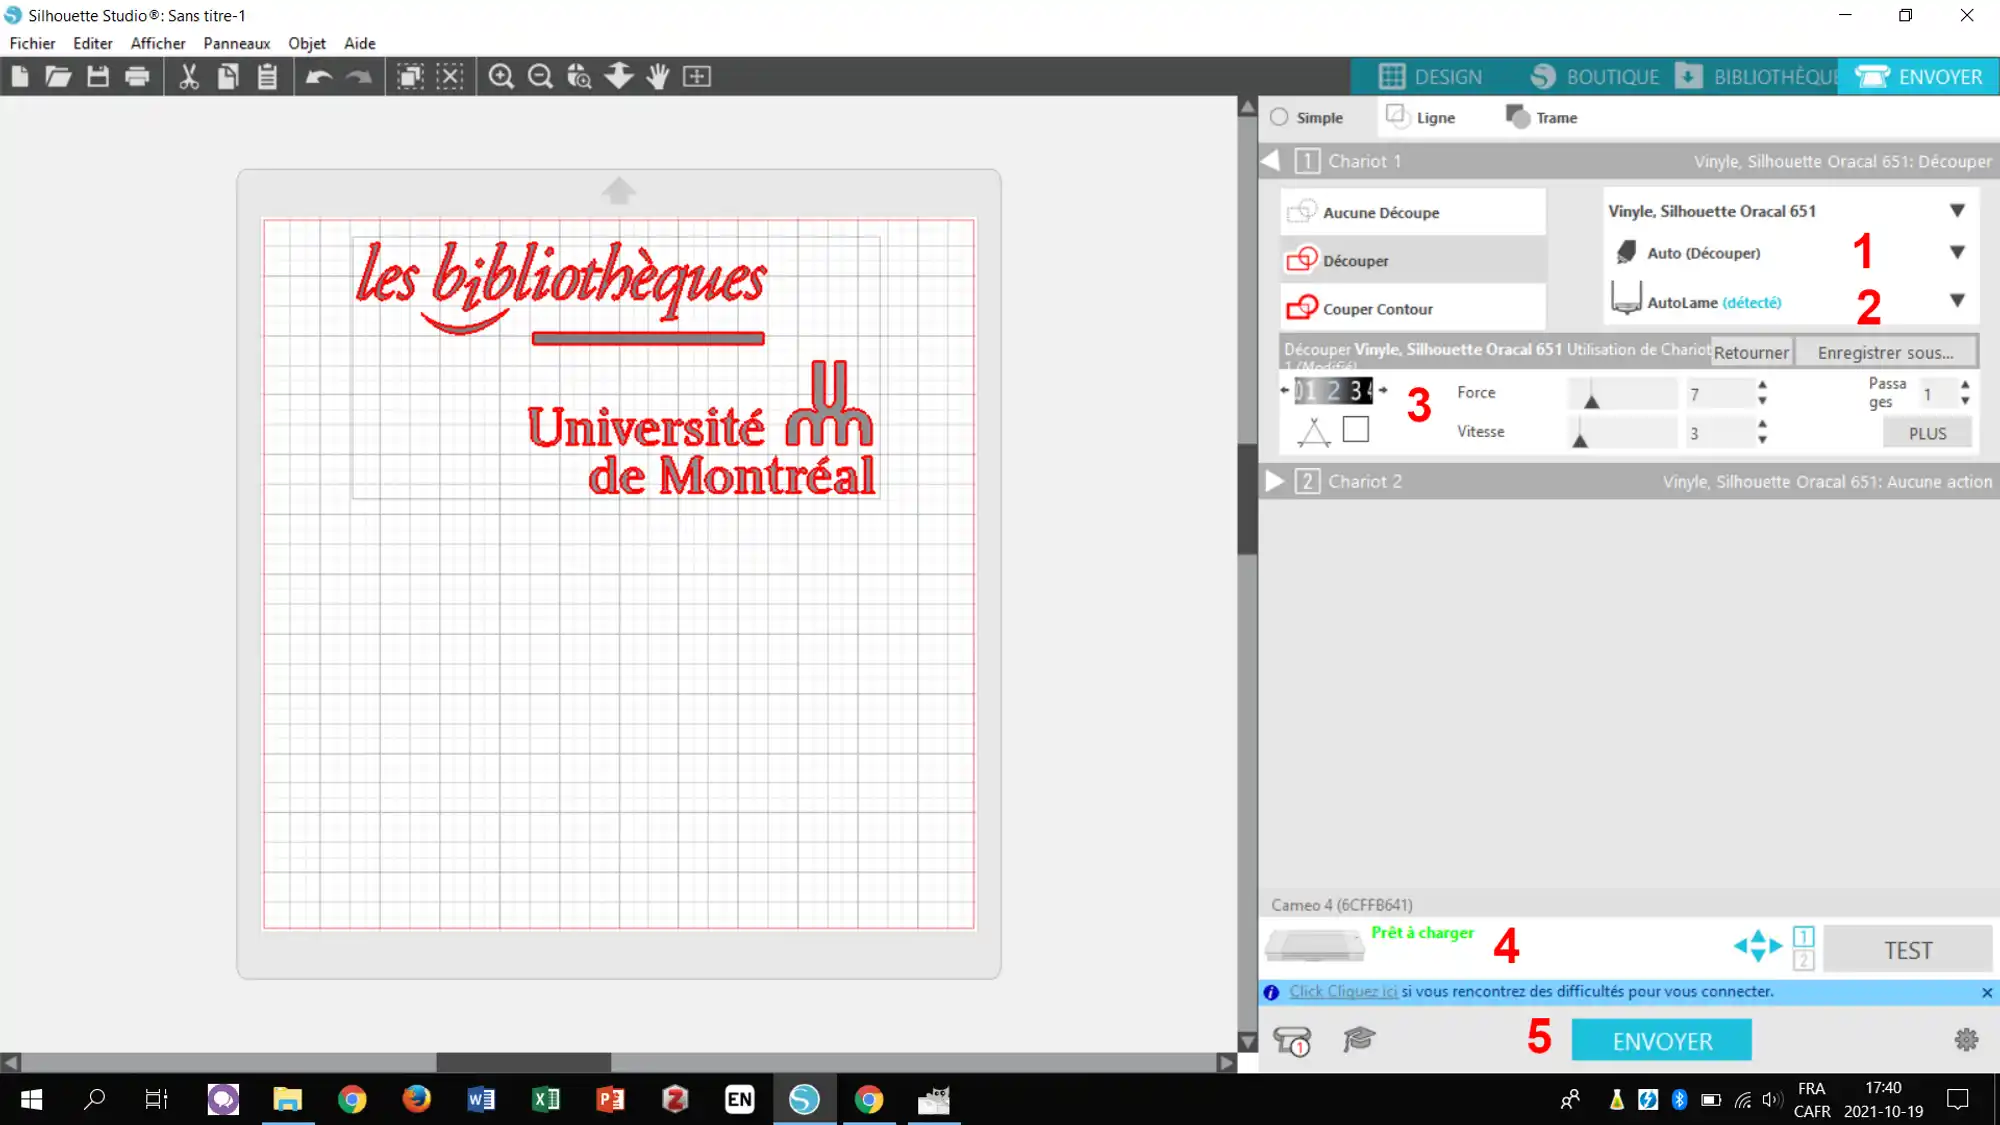 Silhouette Studio®: Sans titre-1
Fichier Editer Afficher Panneaux Objet Aide
DESIGN BOUTIQUE BIBLIOTHÈQUE ENVOYER
Simple Ligne Trame
1 Chariot 1 Vinyle, Silhouette Oracal 651: Découper
Aucune Découpe
Découper
Couper Contour
Vinyle, Silhouette Oracal 651
Auto (Découper) 1
AutoLame (détecté) 2
Découper Vinyle, Silhouette Oracal 651 Utilisation de Chariot
1 (Modifié)
Retourner Enregistrer sous...
0 1 2 3 4 3 Force 7 Passa
ges 1
Vitesse 3 PLUS
2 Chariot 2 Vinyle, Silhouette Oracal 651: Aucune action
les bibliothèques
Université
de Montréal
Cameo 4 (6CFFB641)
Prêt à charger 4 1
2 TEST
Click Cliquez ici si vous rencontrez des difficultés pour vous connecter.
1 5 ENVOYER
EN FRA 17:40
CAFR 2021-10-19